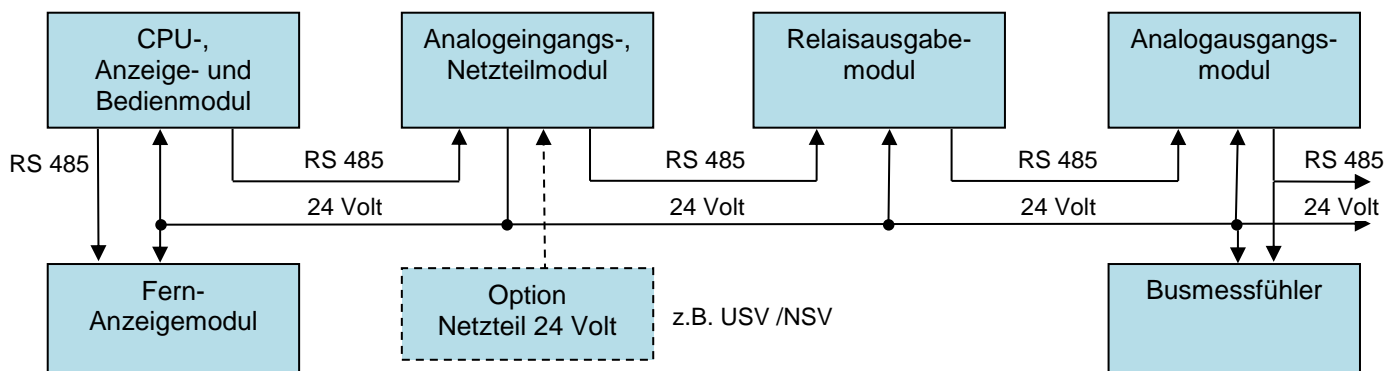 CPU-,
Anzeige- und
Bedienmodul
Analogeingangs-,
Netzteilmodul
Relaisausgabe-
modul
Analogausgangs-
modul
RS 485
RS 485
RS 485
RS 485
RS 485
24 Volt
24 Volt
24 Volt
24 Volt
Fern-
Anzeigemodul
Option
Netzteil 24 Volt
z.B. USV /NSV
Busmessfühler